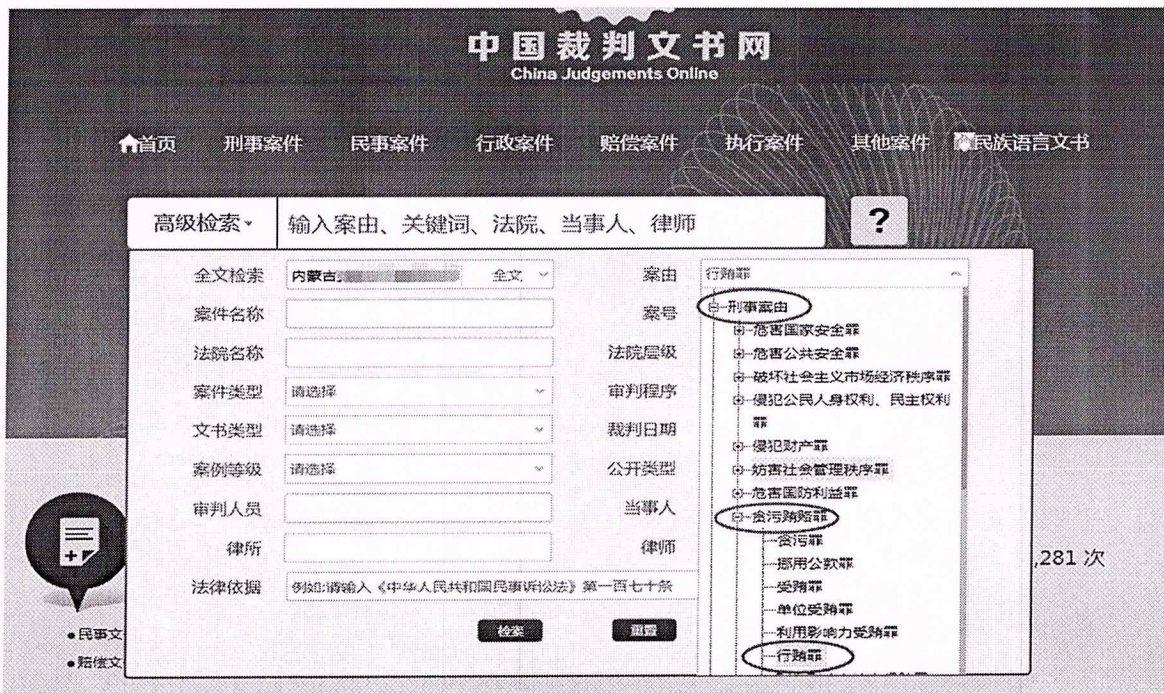 中国裁判文书网
China Judgements Online
首页 刑事案件 民事案件 行政案件 赔偿案件 执行案件 其他案件 民族语言文书
高级检索 输入案由、关键词、法院、当事人、律师 ?
全文检索 内蒙古 全文 案由 行贿罪
案件名称 案号
法院名称 法院层级
案件类型 请选择 审判程序
文书类型 请选择 裁判日期
案例等级 请选择 公开类型
审判人员 当事人
律所 律师
法律依据 例如:请输入《中华人民共和国民事诉讼法》第一百七十条
检索 重置
刑事案由
危害国家安全罪
危害公共安全罪
破坏社会主义市场经济秩序罪
侵犯公民人身权利、民主权利
罪
侵犯财产罪
妨害社会管理秩序罪
危害国防利益罪
贪污贿赂罪
贪污罪
挪用公款罪
受贿罪
单位受贿罪
利用影响力受贿罪
行贿罪
,281 次
民事文
赔偿文